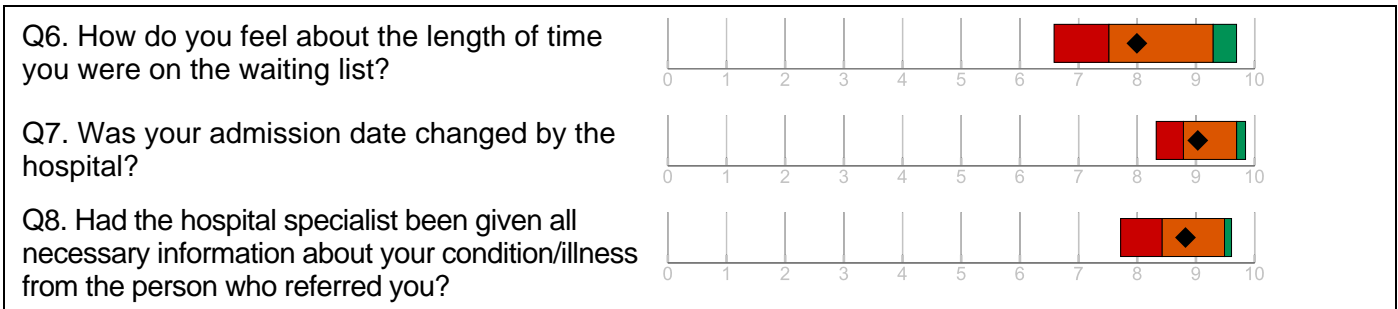 Q6. How do you feel about the length of time
you were on the waiting list?
0 1 2 3 4 5 6 7 8 9 10
Q7. Was your admission date changed by the
hospital?
0 1 2 3 4 5 6 7 8 9 10
Q8. Had the hospital specialist been given all
necessary information about your condition/illness
from the person who referred you?
0 1 2 3 4 5 6 7 8 9 10